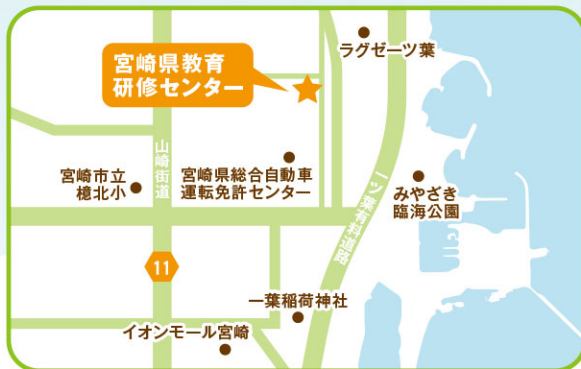 ラグゼーツ葉
宮崎県教育
研修センター
山崎街道
宮崎市立
檍北小
宮崎県総合自動車
運転免許センター
みやざき
臨海公園
一ツ葉有料道路
11
一葉稲荷神社
イオンモール宮崎